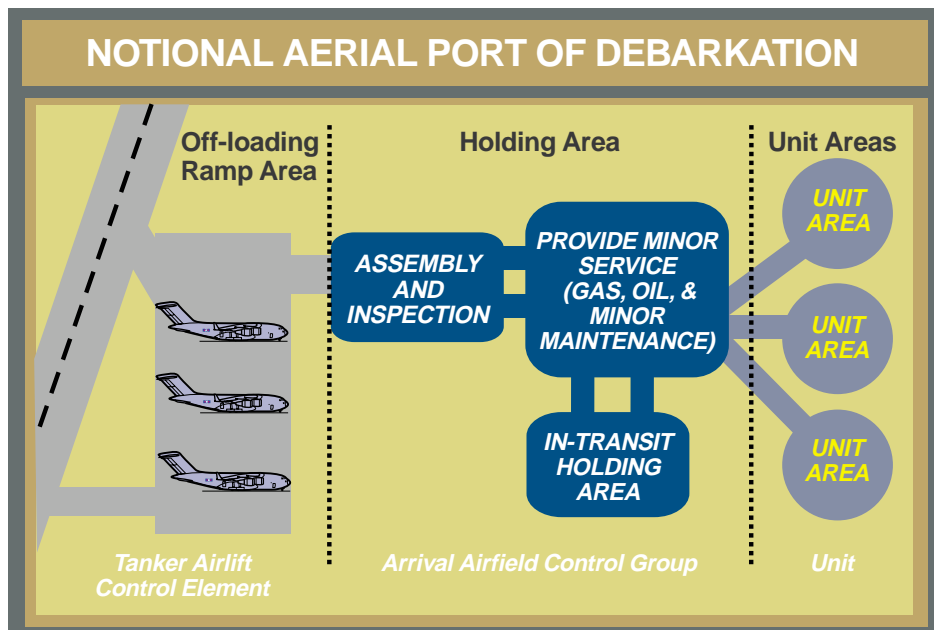 NOTIONAL AERIAL PORT OF DEBARKATION
Off-loading
Ramp Area
Holding Area
Unit Areas
ASSEMBLY
AND
INSPECTION
PROVIDE MINOR
SERVICE
(GAS, OIL, &
MINOR
MAINTENANCE)
IN-TRANSIT
HOLDING
AREA
UNIT
AREA
UNIT
AREA
UNIT
AREA
Tanker Airlift
Control Element
Arrival Airfield Control Group
Unit